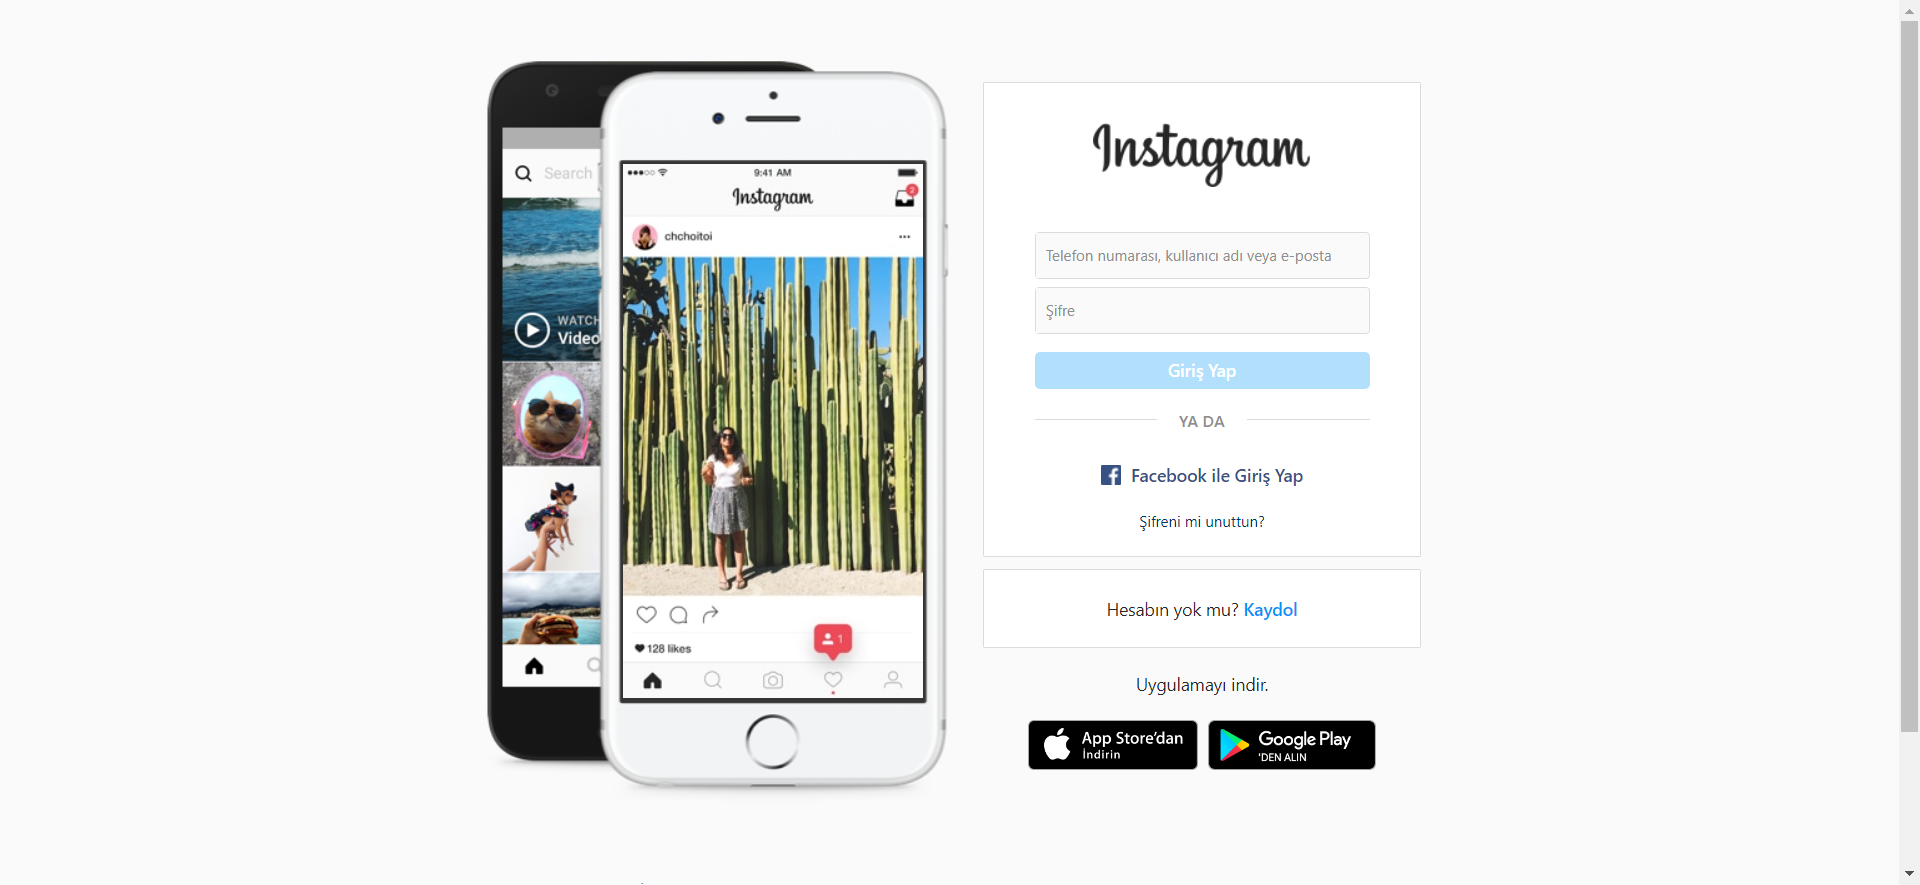 Search
WATCH
Video
9:41 AM
Instagram
2
chchoitoi
1
128 likes
Instagram
Telefon numarası, kullanıcı adı veya e-posta
Şifre
Giriş Yap
YA DA
Facebook ile Giriş Yap
Şifreni mi unuttun?
Hesabın yok mu? Kaydol
Uygulamayı indir.
App Store'dan
İndirin
Google Play
'DEN ALIN